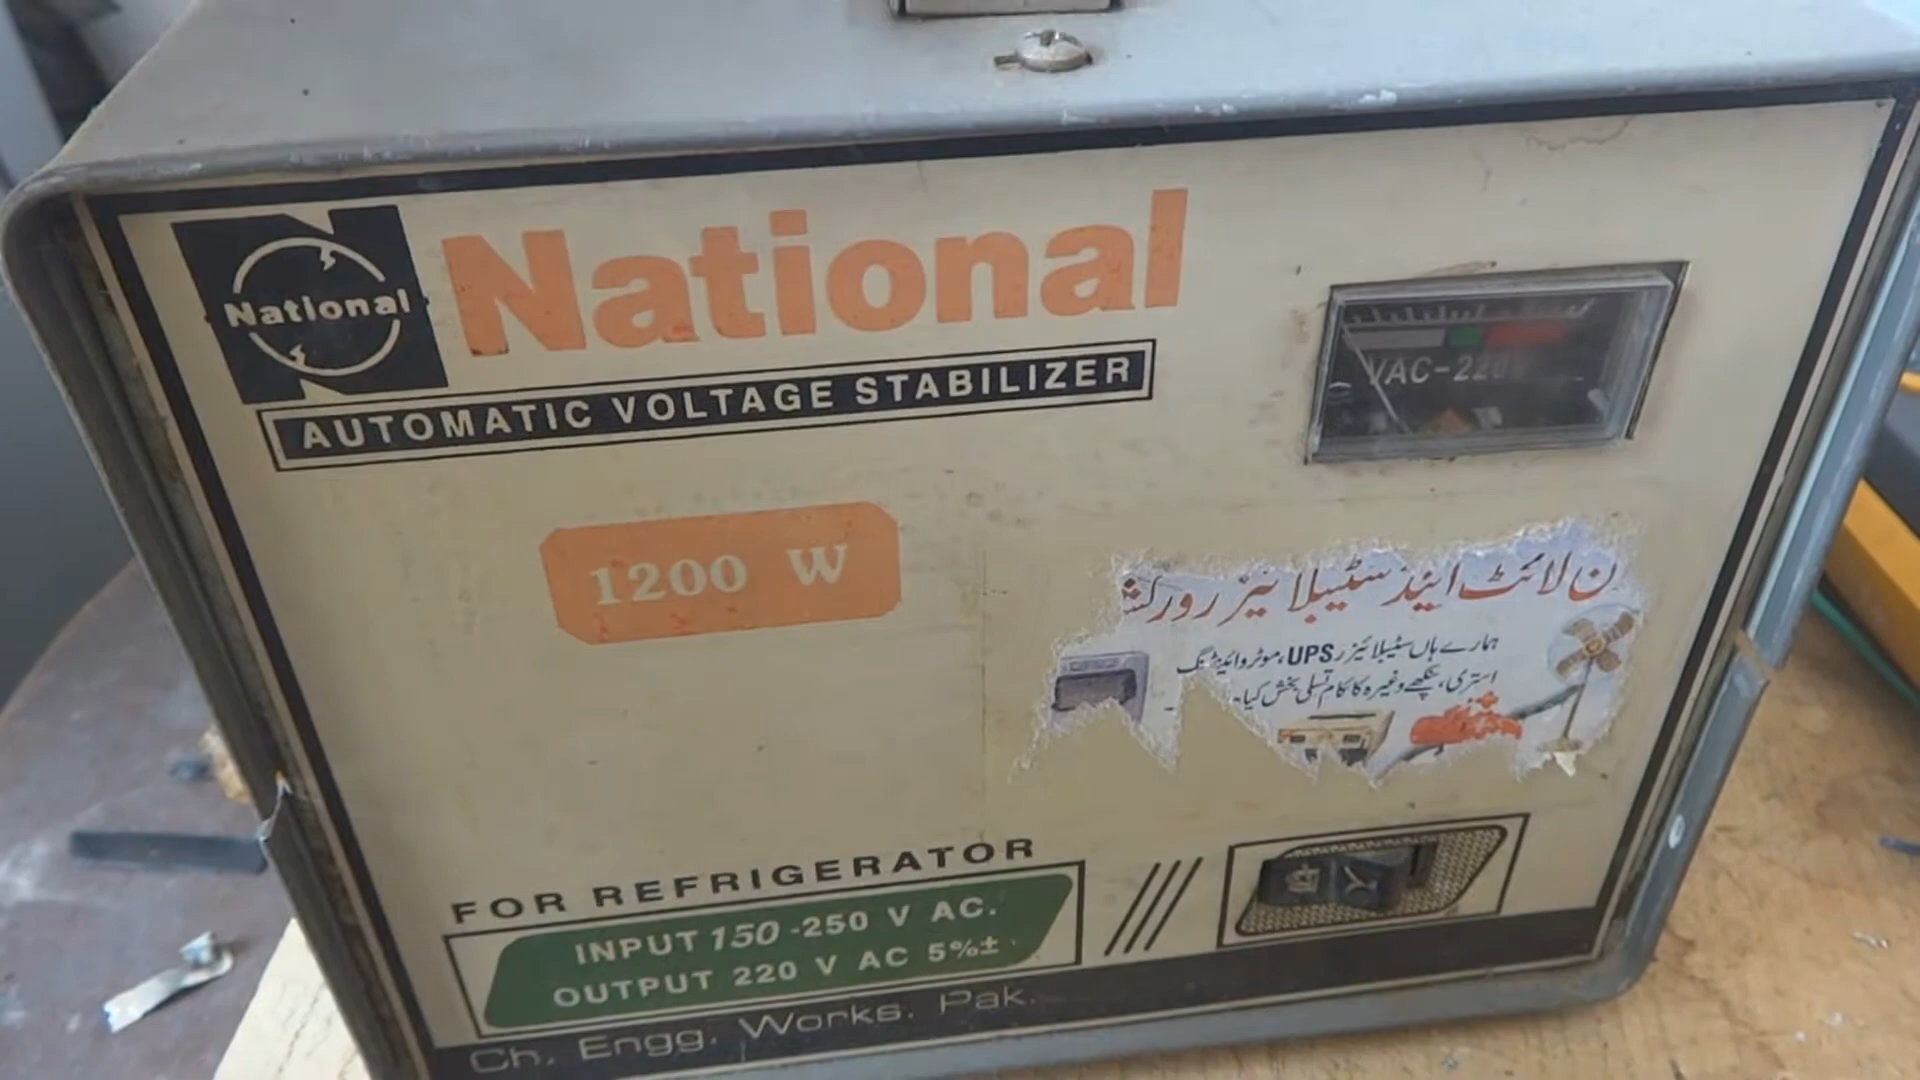 National
National
AUTOMATIC VOLTAGE STABILIZER
VAC-220
1200 W
ن لائٹ اینڈ سٹیبلائیزر ورکش
ہمارے ہاں سٹیبلائیزر UPS، موٹر وائینڈنگ
استری، پنکھے وغیرہ کا کام تسلی بخش کیا
FOR REFRIGERATOR
INPUT 150-250 V AC.
OUTPUT 220 V AC 5%±
Ch. Engg. Works. Pak.